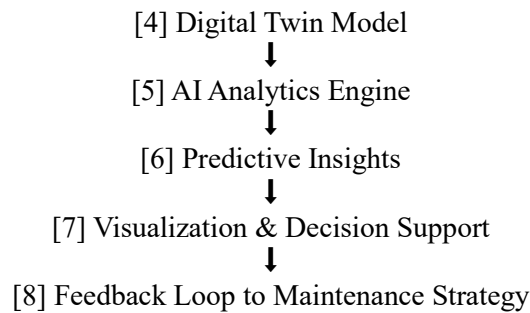 [4] Digital Twin Model
[5] AI Analytics Engine
[6] Predictive Insights
[7] Visualization & Decision Support
[8] Feedback Loop to Maintenance Strategy